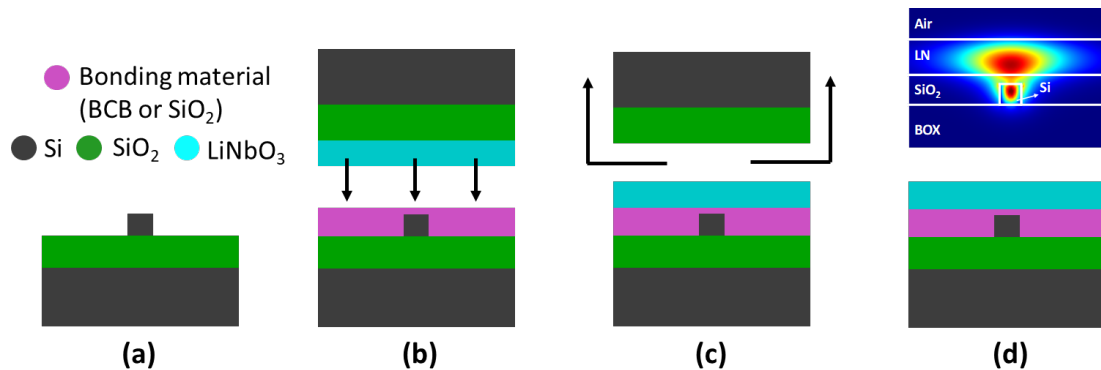 Bonding material
(BCB or SiO₂)
Si
SiO₂
LiNbO₃
Air
LN
SiO₂
Si
BOX
(a)
(b)
(c)
(d)